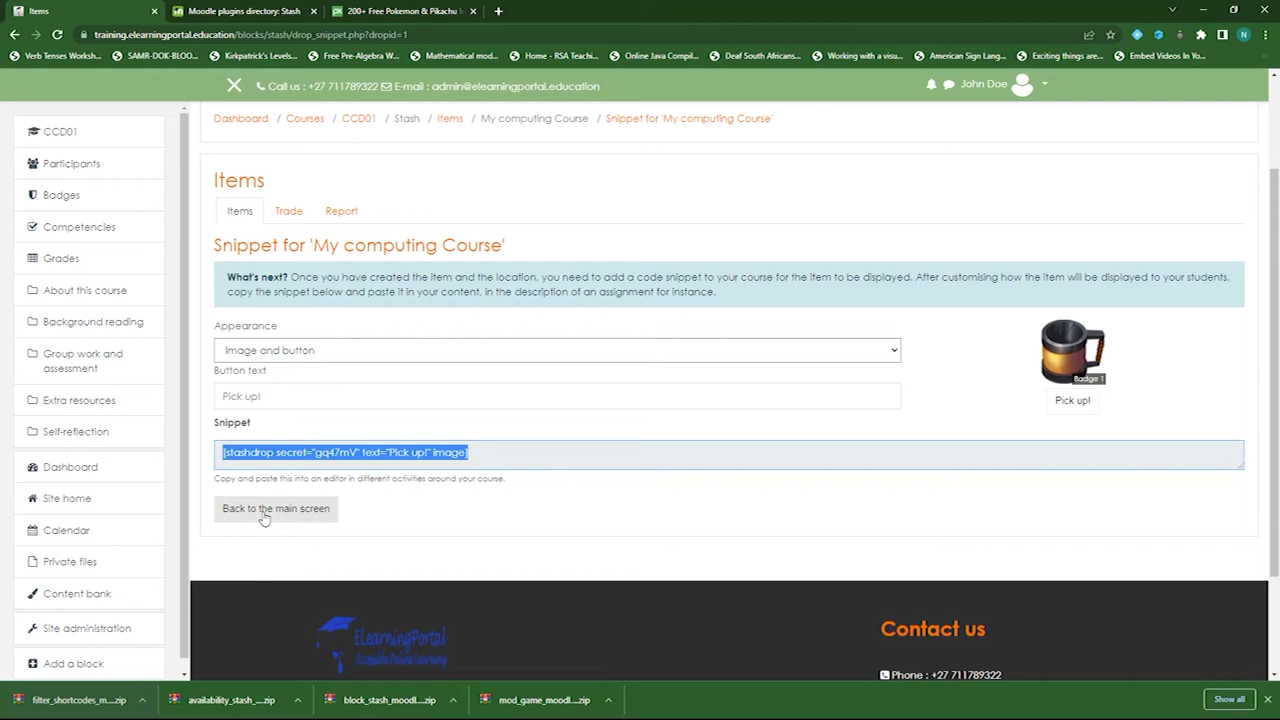 Items
Moodle plugins directory: Stash
200+ Free Pokemon & Pikachu I
training.elearningportal.education/blocks/stash/drop_snippet.php?dropid=1
Verb Tenses Worksh...
SAMR-DOK-BLOO...
Kirkpatrick's Levels...
Free Pre-Algebra W...
Mathematical mod...
Home - RSA Teachi...
Online Java Compil...
Deaf South African...
Working with a visu...
American Sign Lang...
Exciting things are...
Embed Videos In Yo...
Call us : +27 711789322 E-mail : admin@elearningportal.education
John Doe
CCD01
Participants
Badges
Competencies
Grades
About this course
Background reading
Group work and
assessment
Extra resources
Self-reflection
Dashboard
Site home
Calendar
Private files
Content bank
Site administration
Add a block
Dashboard / Courses / CCD01 / Stash / Items / My computing Course / Snippet for 'My computing Course'
Items
Items Trade Report
Snippet for 'My computing Course'
What's next? Once you have created the item and the location, you need to add a code snippet to your course for the item to be displayed. After customising how the item will be displayed to your students,
copy the snippet below and paste it in your content, in the description of an assignment for instance.
Appearance
Image and button
Button text
Pick up!
Snippet
[stashdrop secret="gq47mV" text="Pick up!" image]
Copy and paste this into an editor in different activities around your course.
Back to the main screen
Badge 1
Pick up!
ELearningPortal
Accessible Online Learning
Contact us
Phone : +27 711789322
filter_shortcodes_m....zip
availability_stash_....zip
block_stash_moodl....zip
mod_game_moodl....zip
Show all